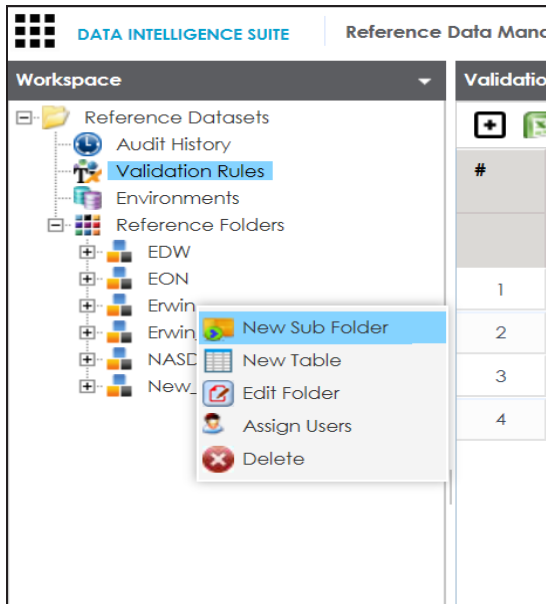 DATA INTELLIGENCE SUITE
Reference Data Mana
Workspace
Validatio
Reference Datasets
#
Audit History
Validation Rules
Environments
Reference Folders
EDW
EON
1
Erwin
New Sub Folder
Erwin_
2
New Table
NASD
3
Edit Folder
New_
Assign Users
4
Delete